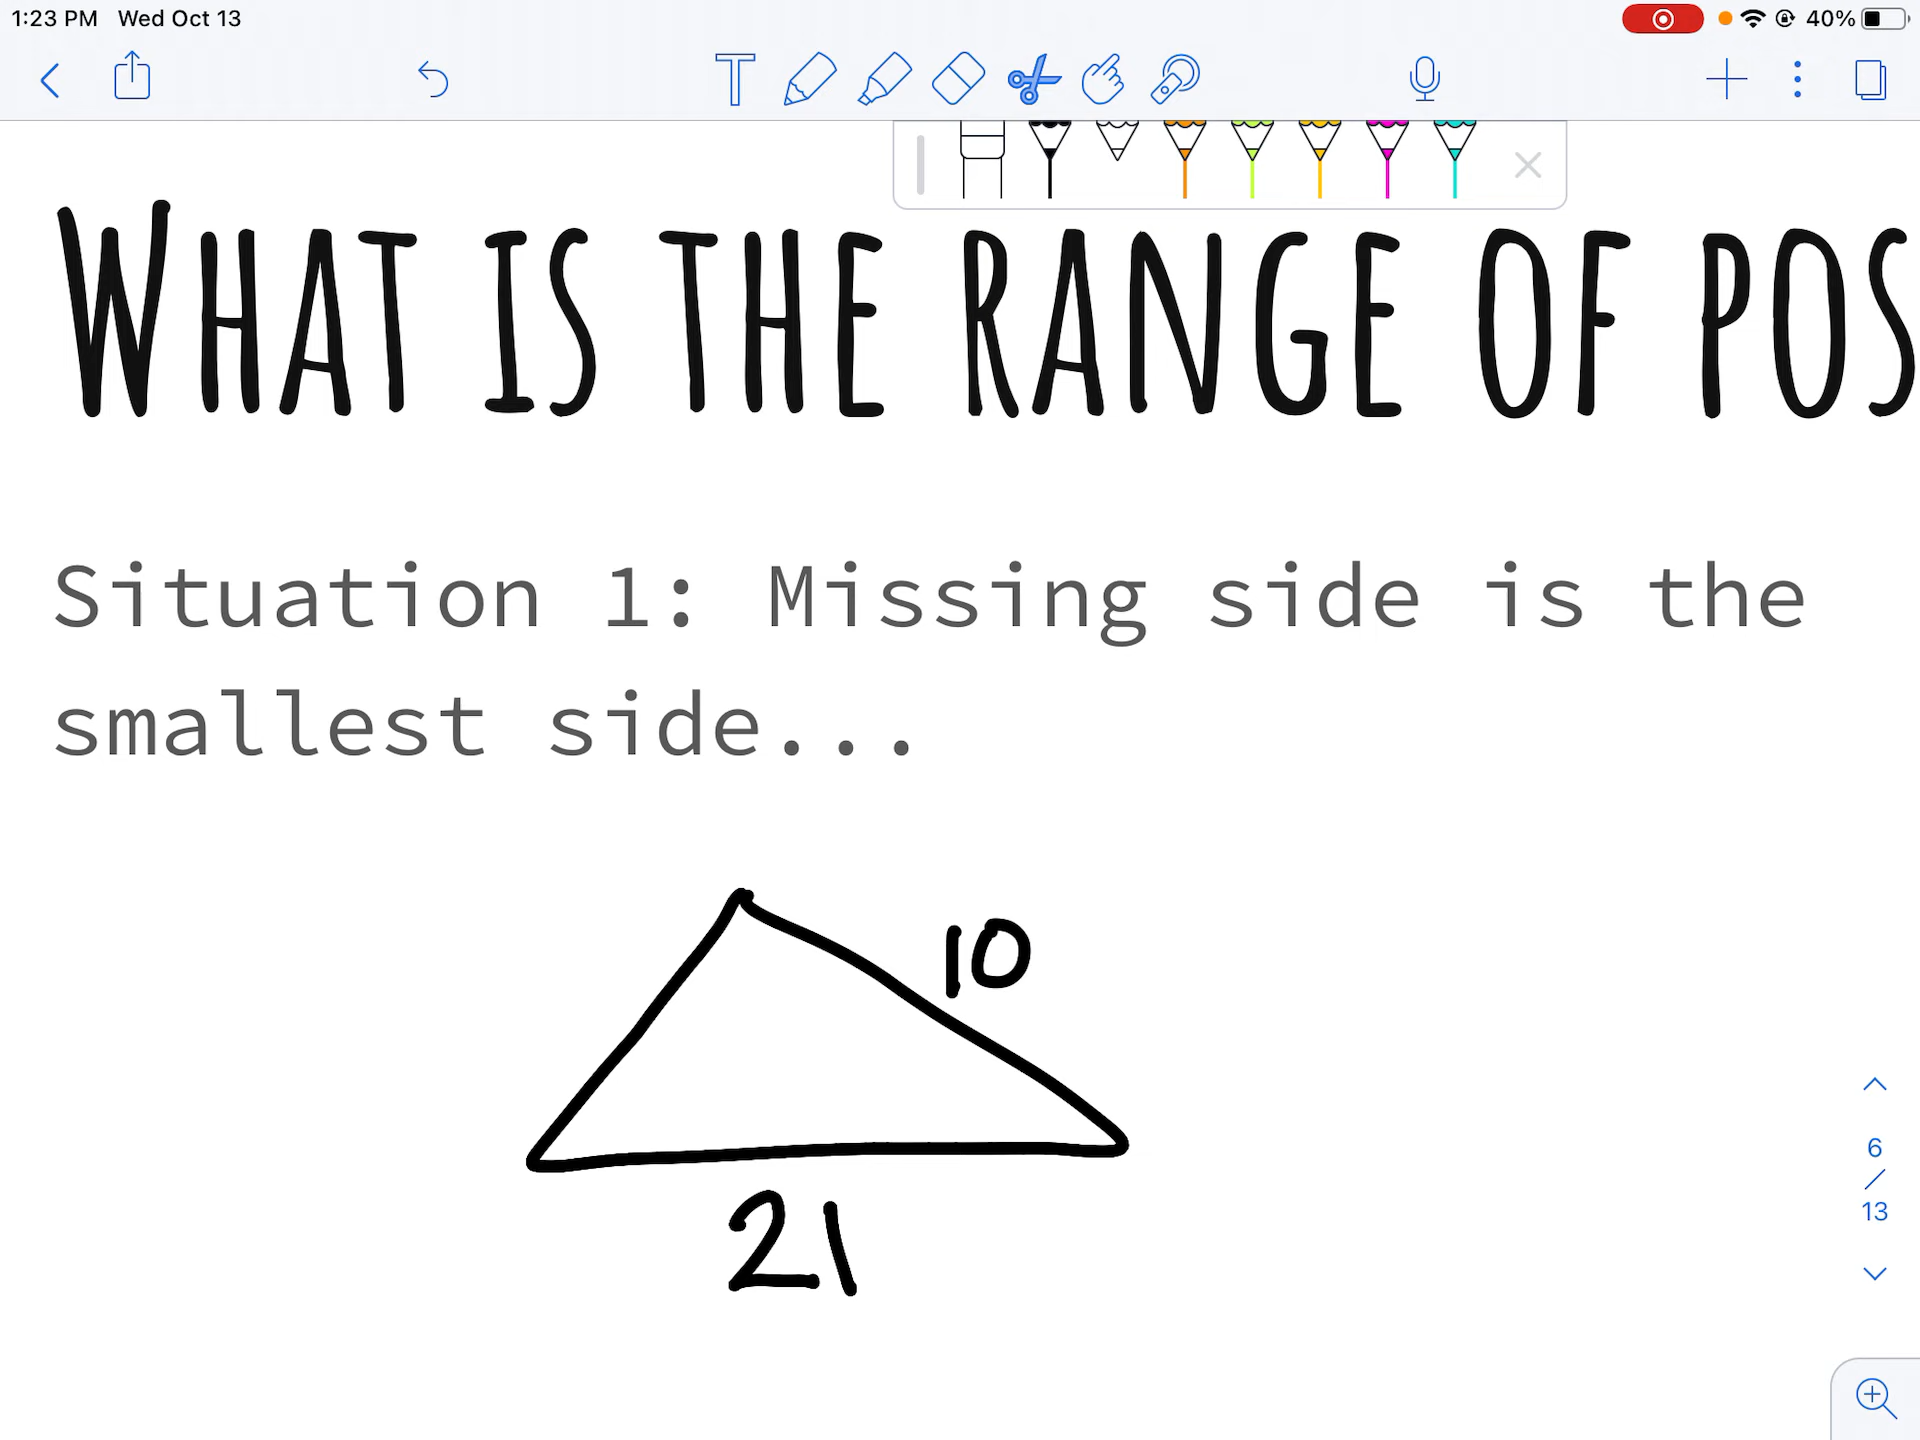 1:23 PM Wed Oct 13
40%
T
WHAT IS THE RANGE OF POS
Situation 1: Missing side is the
smallest side...
10
21
6
/
13